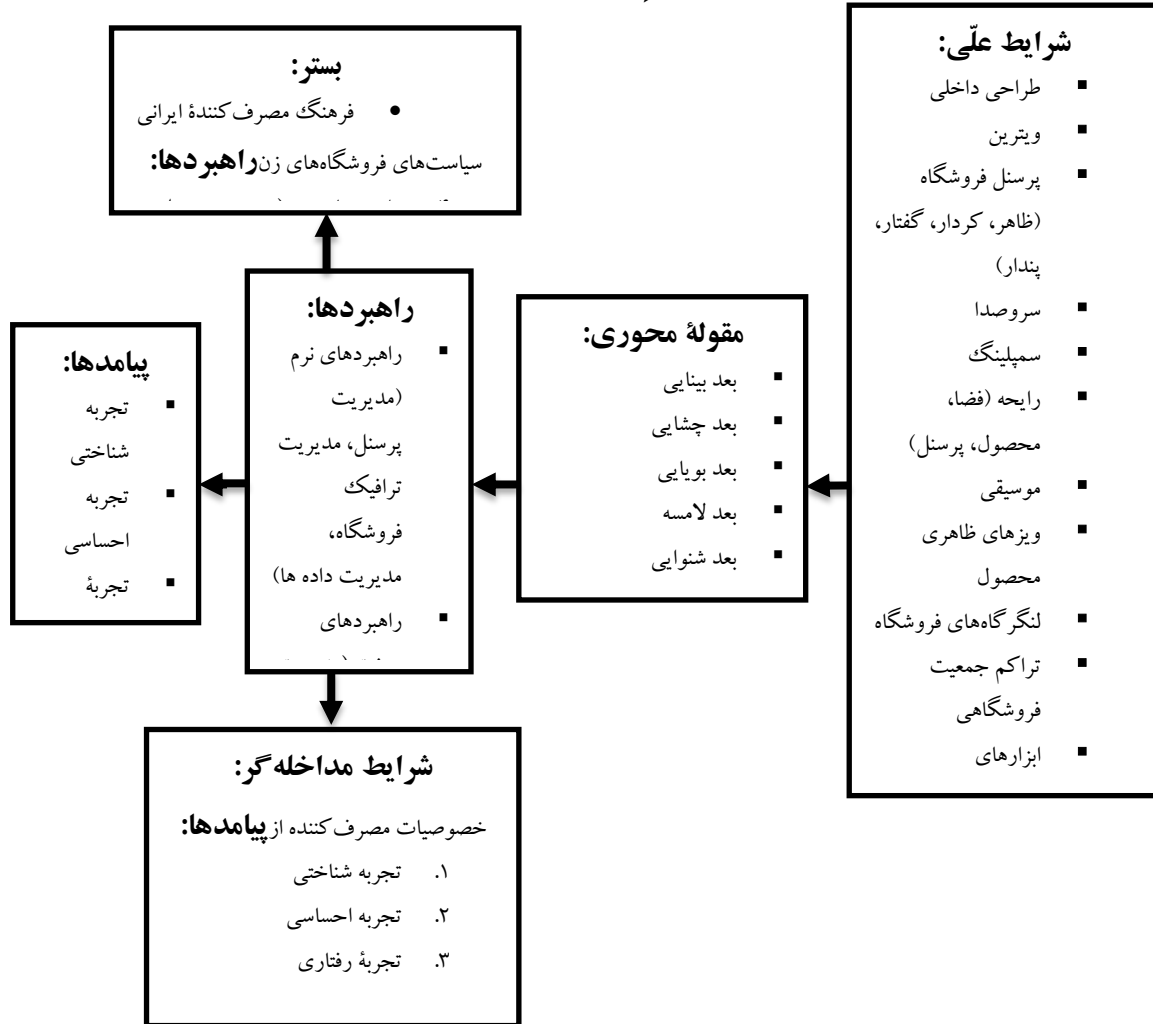 شرایط علّی:
طراحی داخلی
ویترین
پرسنل فروشگاه
(ظاهر، کردار، گفتار،
پندار)
سروصدا
سمپلینگ
رایحه (فضا،
محصول، پرسنل)
موسیقی
ویزهای ظاهری
محصول
لنگرگاه‌های فروشگاه
تراکم جمعیت
فروشگاهی
ابزارهای
بستر:
فرهنگ مصرف‌کنندهٔ ایرانی
سیاست‌های فروشگاه‌های زن راهبردها:
مقولهٔ محوری:
بعد بینایی
بعد چشایی
بعد بویایی
بعد لامسه
بعد شنوایی
راهبردها:
راهبردهای نرم
(مدیریت
پرسنل، مدیریت
ترافیک
فروشگاه،
مدیریت داده ها)
راهبردهای
پیامدها:
تجربه
شناختی
تجربه
احساسی
تجربهٔ
شرایط مداخله‌گر:
خصوصیات مصرف‌کننده از پیامدها:
۱. تجربه شناختی
۲. تجربه احساسی
۳. تجربهٔ رفتاری